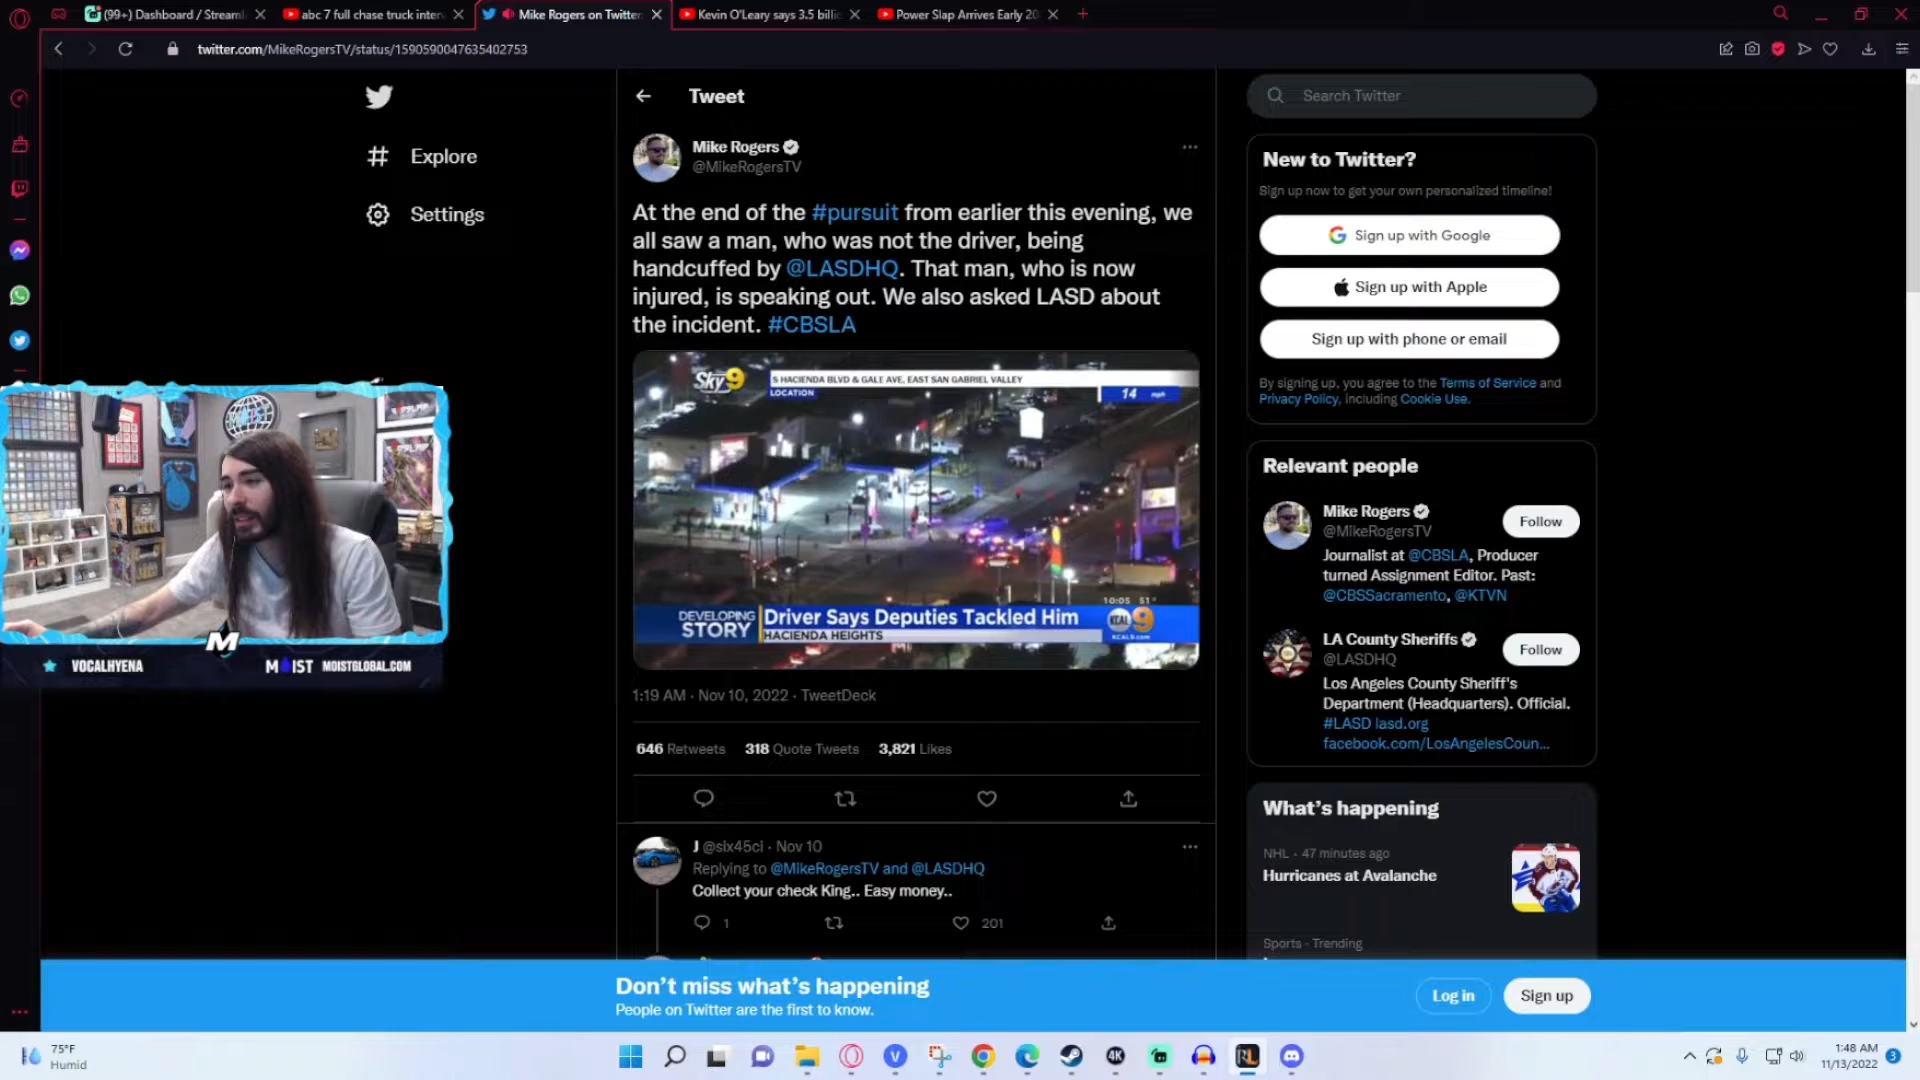 (99+) Dashboard / Streaml
abc 7 full chase truck inter
Mike Rogers on Twitter
Kevin O'Leary says 3.5 billi
Power Slap Arrives Early 20
twitter.com/MikeRogersTV/status/1590590047635402753
Explore
Settings
Tweet
Mike Rogers
@MikeRogersTV
At the end of the #pursuit from earlier this evening, we
all saw a man, who was not the driver, being
handcuffed by @LASDHQ. That man, who is now
injured, is speaking out. We also asked LASD about
the incident. #CBSLA
Sky9
S HACIENDA BLVD & GALE AVE, EAST SAN GABRIEL VALLEY
LOCATION
14 mph
10:05 51°
DEVELOPING
STORY
Driver Says Deputies Tackled Him
HACIENDA HEIGHTS
KCAL9
KCAL9.com
1:19 AM · Nov 10, 2022 · TweetDeck
646 Retweets 318 Quote Tweets 3,821 Likes
J @six45ci · Nov 10
Replying to @MikeRogersTV and @LASDHQ
Collect your check King.. Easy money..
1
201
Search Twitter
New to Twitter?
Sign up now to get your own personalized timeline!
Sign up with Google
Sign up with Apple
Sign up with phone or email
By signing up, you agree to the Terms of Service and
Privacy Policy, including Cookie Use.
Relevant people
Mike Rogers
@MikeRogersTV
Follow
Journalist at @CBSLA, Producer
turned Assignment Editor. Past:
@CBSSacramento, @KTVN
LA County Sheriffs
@LASDHQ
Follow
Los Angeles County Sheriff's
Department (Headquarters). Official.
#LASD lasd.org
facebook.com/LosAngelesCoun...
What's happening
NHL · 47 minutes ago
Hurricanes at Avalanche
Sports · Trending
M
VOCALHYENA
MOIST MOISTGLOBAL.COM
Don't miss what's happening
People on Twitter are the first to know.
Log in
Sign up
75°F
Humid
V
4K
1:48 AM
11/13/2022
3